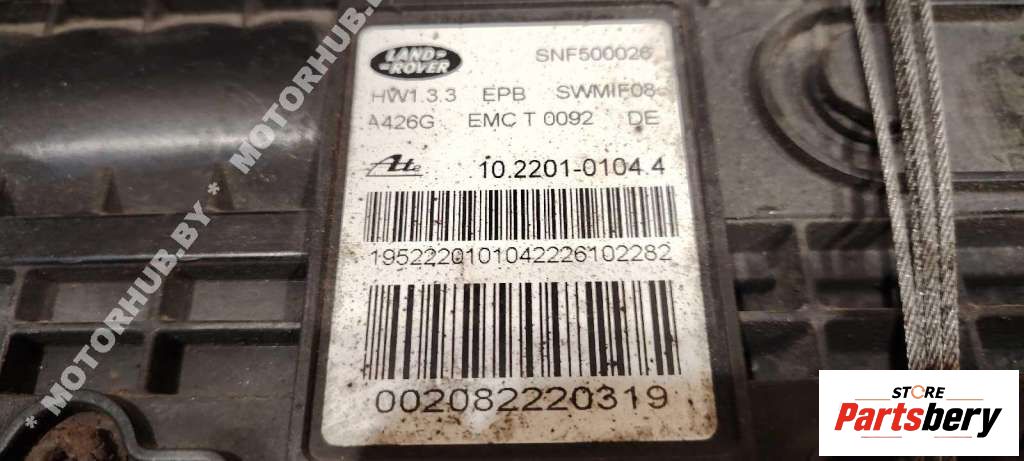 LAND
ROVER
SNF500026
HW1.3.3 EPB SWMIF08
A426G EMC T 0092 DE
Ate 10.2201-0104.4
1952220101042226102282
002082220319
* MOTORHUB.BY * MOTORHUB.BY
STORE
Partsbery